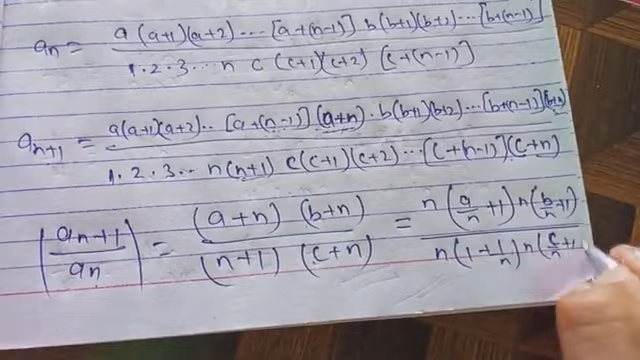 aₙ = a(a+1)(a+2)....[a+(n-1)] b(b+1)(b+2)....[b+(n-1)]
1.2.3....n c(c+1)(c+2) [c+(n-1)]
aₙ₊₁ = a(a+1)(a+2)..[a+(n-1)](a+n).b(b+1)(b+2)...[b+(n-1)](b+n)
1.2.3...n(n+1) c(c+1)(c+2)...[c+(n-1)](c+n)
|aₙ₊₁/aₙ| = (a+n)(b+n)/(n+1)(c+n) = n(a/n+1)n(b/n+1)/n(1+1/n)n(c/n+1